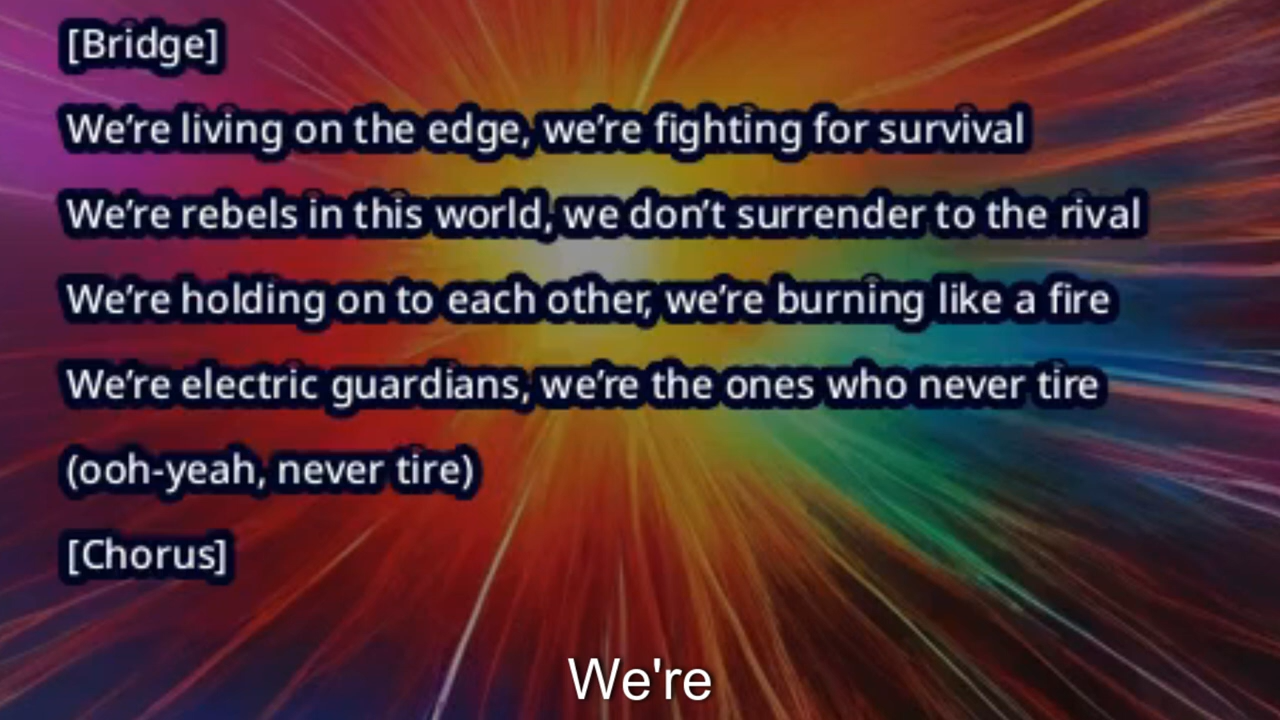 [Bridge]
We’re living on the edge, we’re fighting for survival
We’re rebels in this world, we don’t surrender to the rival
We’re holding on to each other, we’re burning like a fire
We’re electric guardians, we’re the ones who never tire
(ooh-yeah, never tire)
[Chorus]
We're